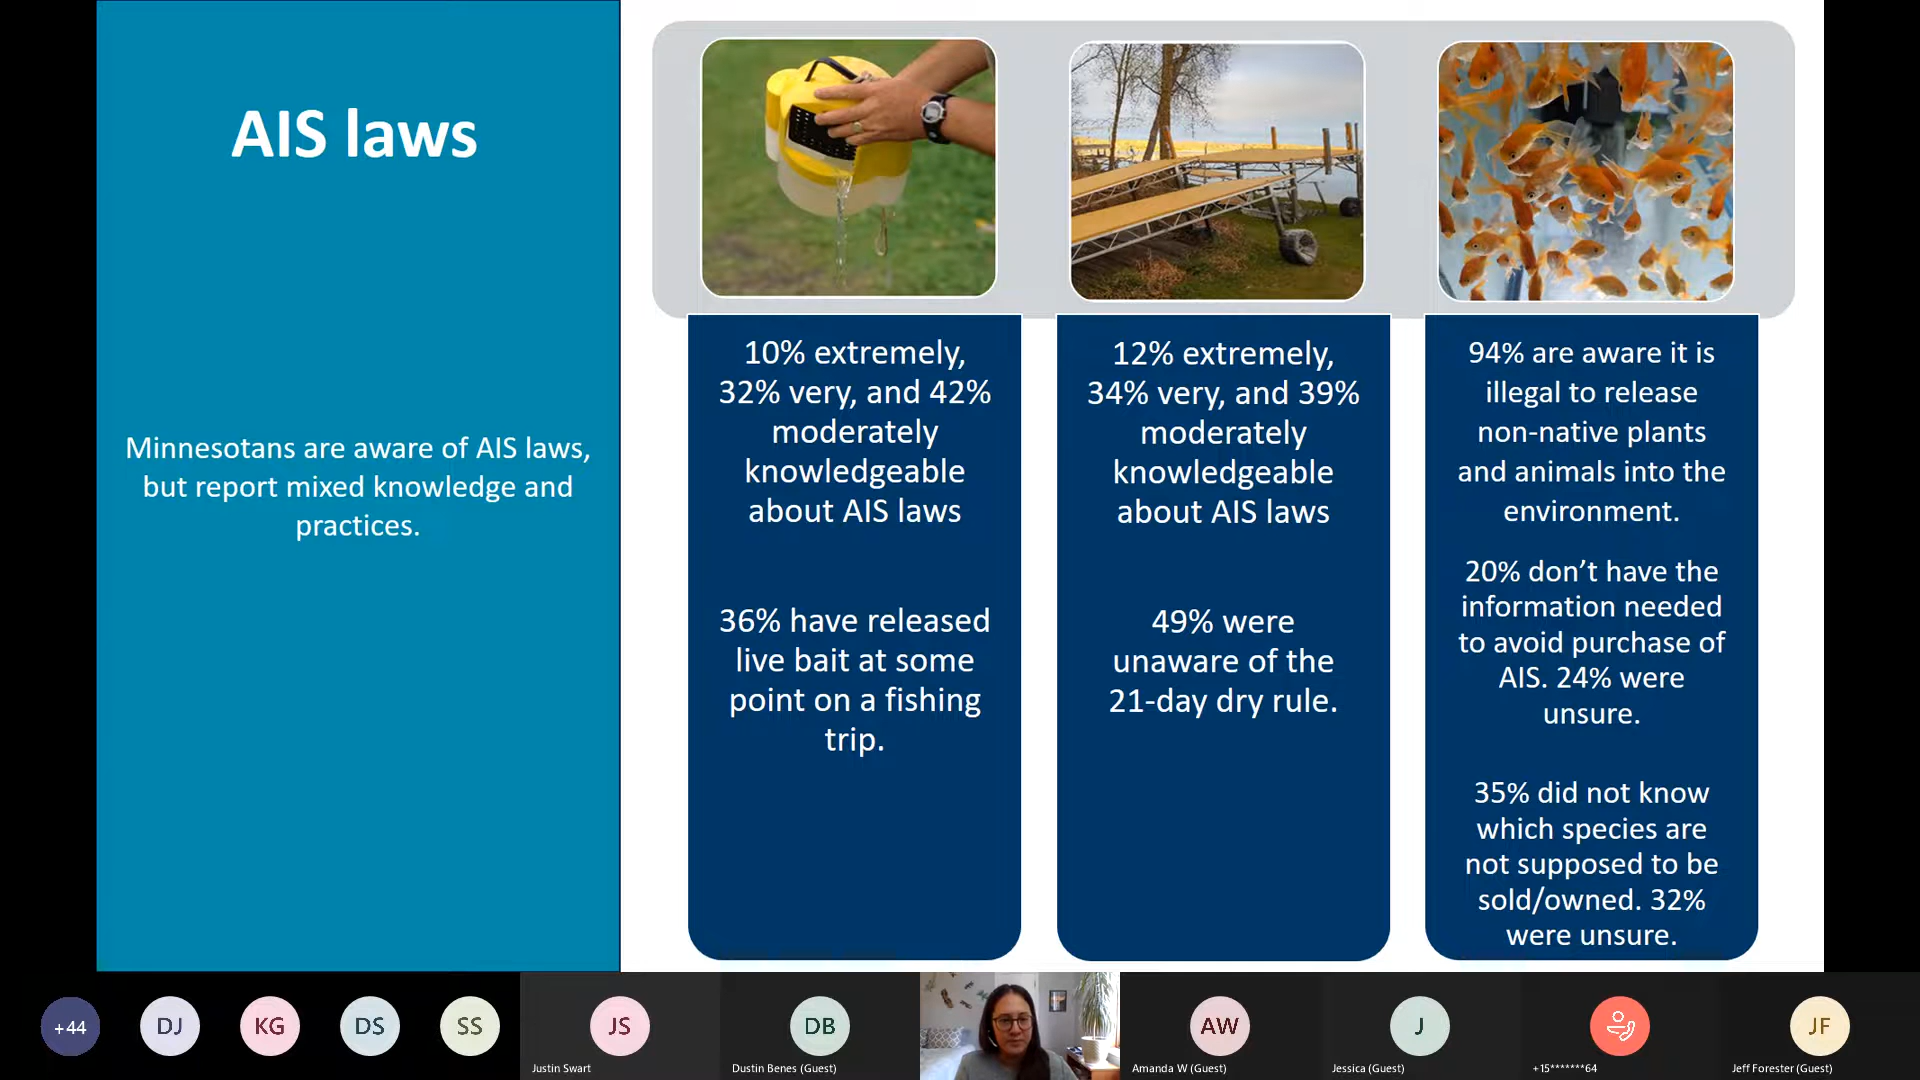 AIS laws
Minnesotans are aware of AIS laws,
but report mixed knowledge and
practices.
10% extremely,
32% very, and 42%
moderately
knowledgeable
about AIS laws
36% have released
live bait at some
point on a fishing
trip.
12% extremely,
34% very, and 39%
moderately
knowledgeable
about AIS laws
49% were
unaware of the
21-day dry rule.
94% are aware it is
illegal to release
non-native plants
and animals into the
environment.
20% don’t have the
information needed
to avoid purchase of
AIS. 24% were
unsure.
35% did not know
which species are
not supposed to be
sold/owned. 32%
were unsure.
+44
DJ
KG
DS
SS
JS
Justin Swart
DB
Dustin Benes (Guest)
AW
Amanda W (Guest)
J
Jessica (Guest)
+15*******64
JF
Jeff Forester (Guest)